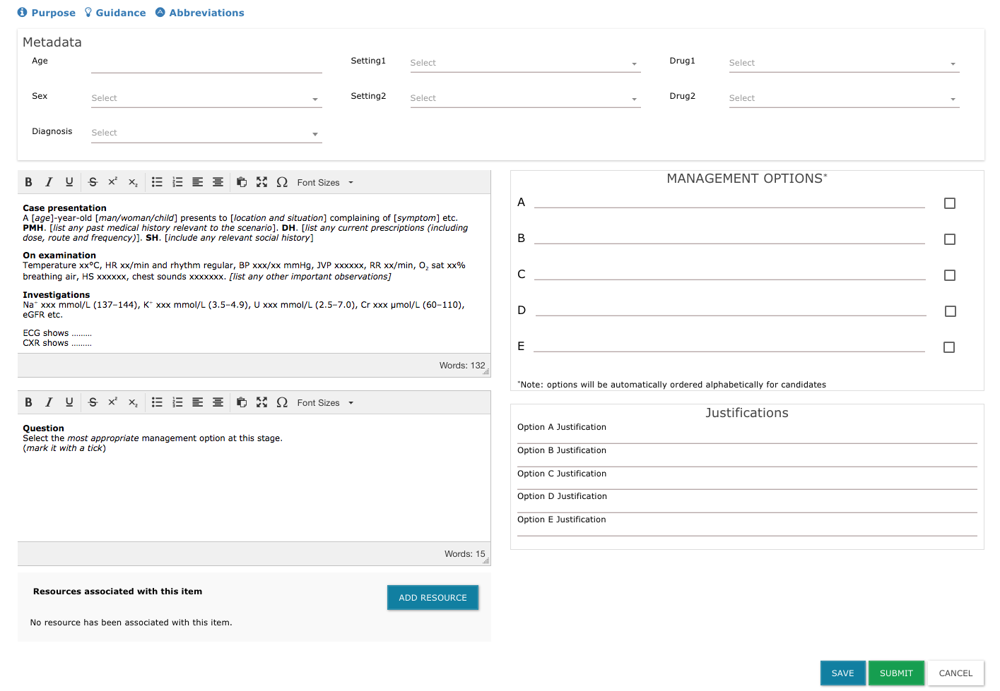 Purpose Guidance Abbreviations
Metadata
Age
Setting1 Select
Drug1 Select
Sex Select
Setting2 Select
Drug2 Select
Diagnosis Select
B I U S x² x₂ Ω Font Sizes
Case presentation
A [age]-year-old [man/woman/child] presents to [location and situation] complaining of [symptom] etc.
PMH. [list any past medical history relevant to the scenario]. DH. [list any current prescriptions (including
dose, route and frequency)]. SH. [include any relevant social history]
On examination
Temperature xx°C, HR xx/min and rhythm regular, BP xxx/xx mmHg, JVP xxxxxx, RR xx/min, O₂ sat xx%
breathing air, HS xxxxxx, chest sounds xxxxxxx. [list any other important observations]
Investigations
Na⁺ xxx mmol/L (137–144), K⁺ xxx mmol/L (3.5–4.9), U xxx mmol/L (2.5–7.0), Cr xxx µmol/L (60–110),
eGFR etc.
ECG shows .........
CXR shows .........
Words: 132
B I U S x² x₂ Ω Font Sizes
Question
Select the most appropriate management option at this stage.
(mark it with a tick)
Words: 15
Resources associated with this item
ADD RESOURCE
No resource has been associated with this item.
MANAGEMENT OPTIONS*
A
B
C
D
E
*Note: options will be automatically ordered alphabetically for candidates
Justifications
Option A Justification
Option B Justification
Option C Justification
Option D Justification
Option E Justification
SAVE SUBMIT CANCEL